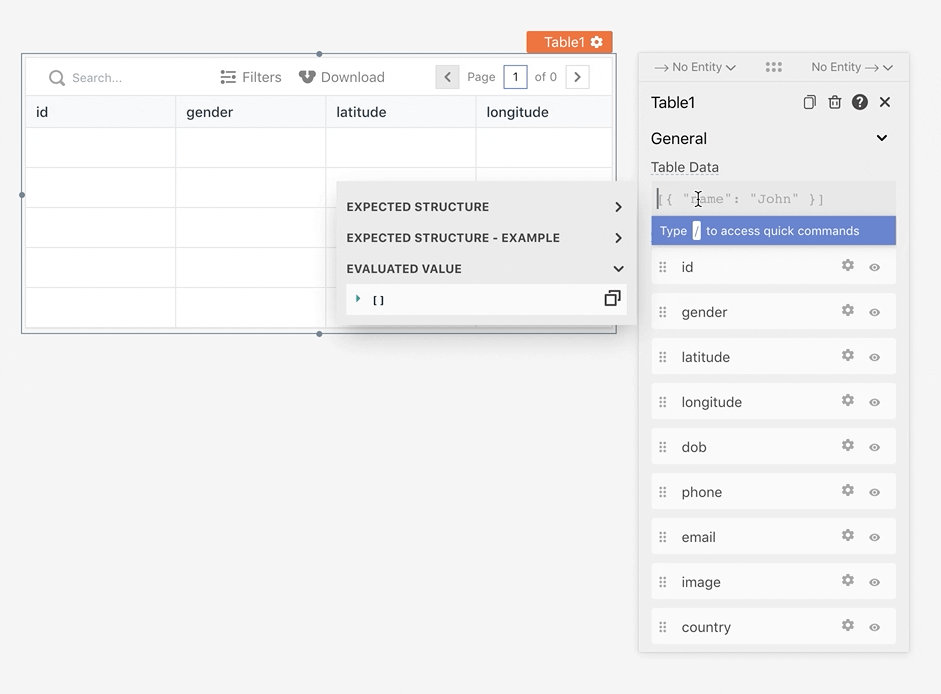 Table1
Search... Filters Download Page 1 of 0
id gender latitude longitude
EXPECTED STRUCTURE
EXPECTED STRUCTURE - EXAMPLE
EVALUATED VALUE
[]
No Entity No Entity
Table1 ?
General
Table Data
[{ "name": "John" }]
Type / to access quick commands
id
gender
latitude
longitude
dob
phone
email
image
country